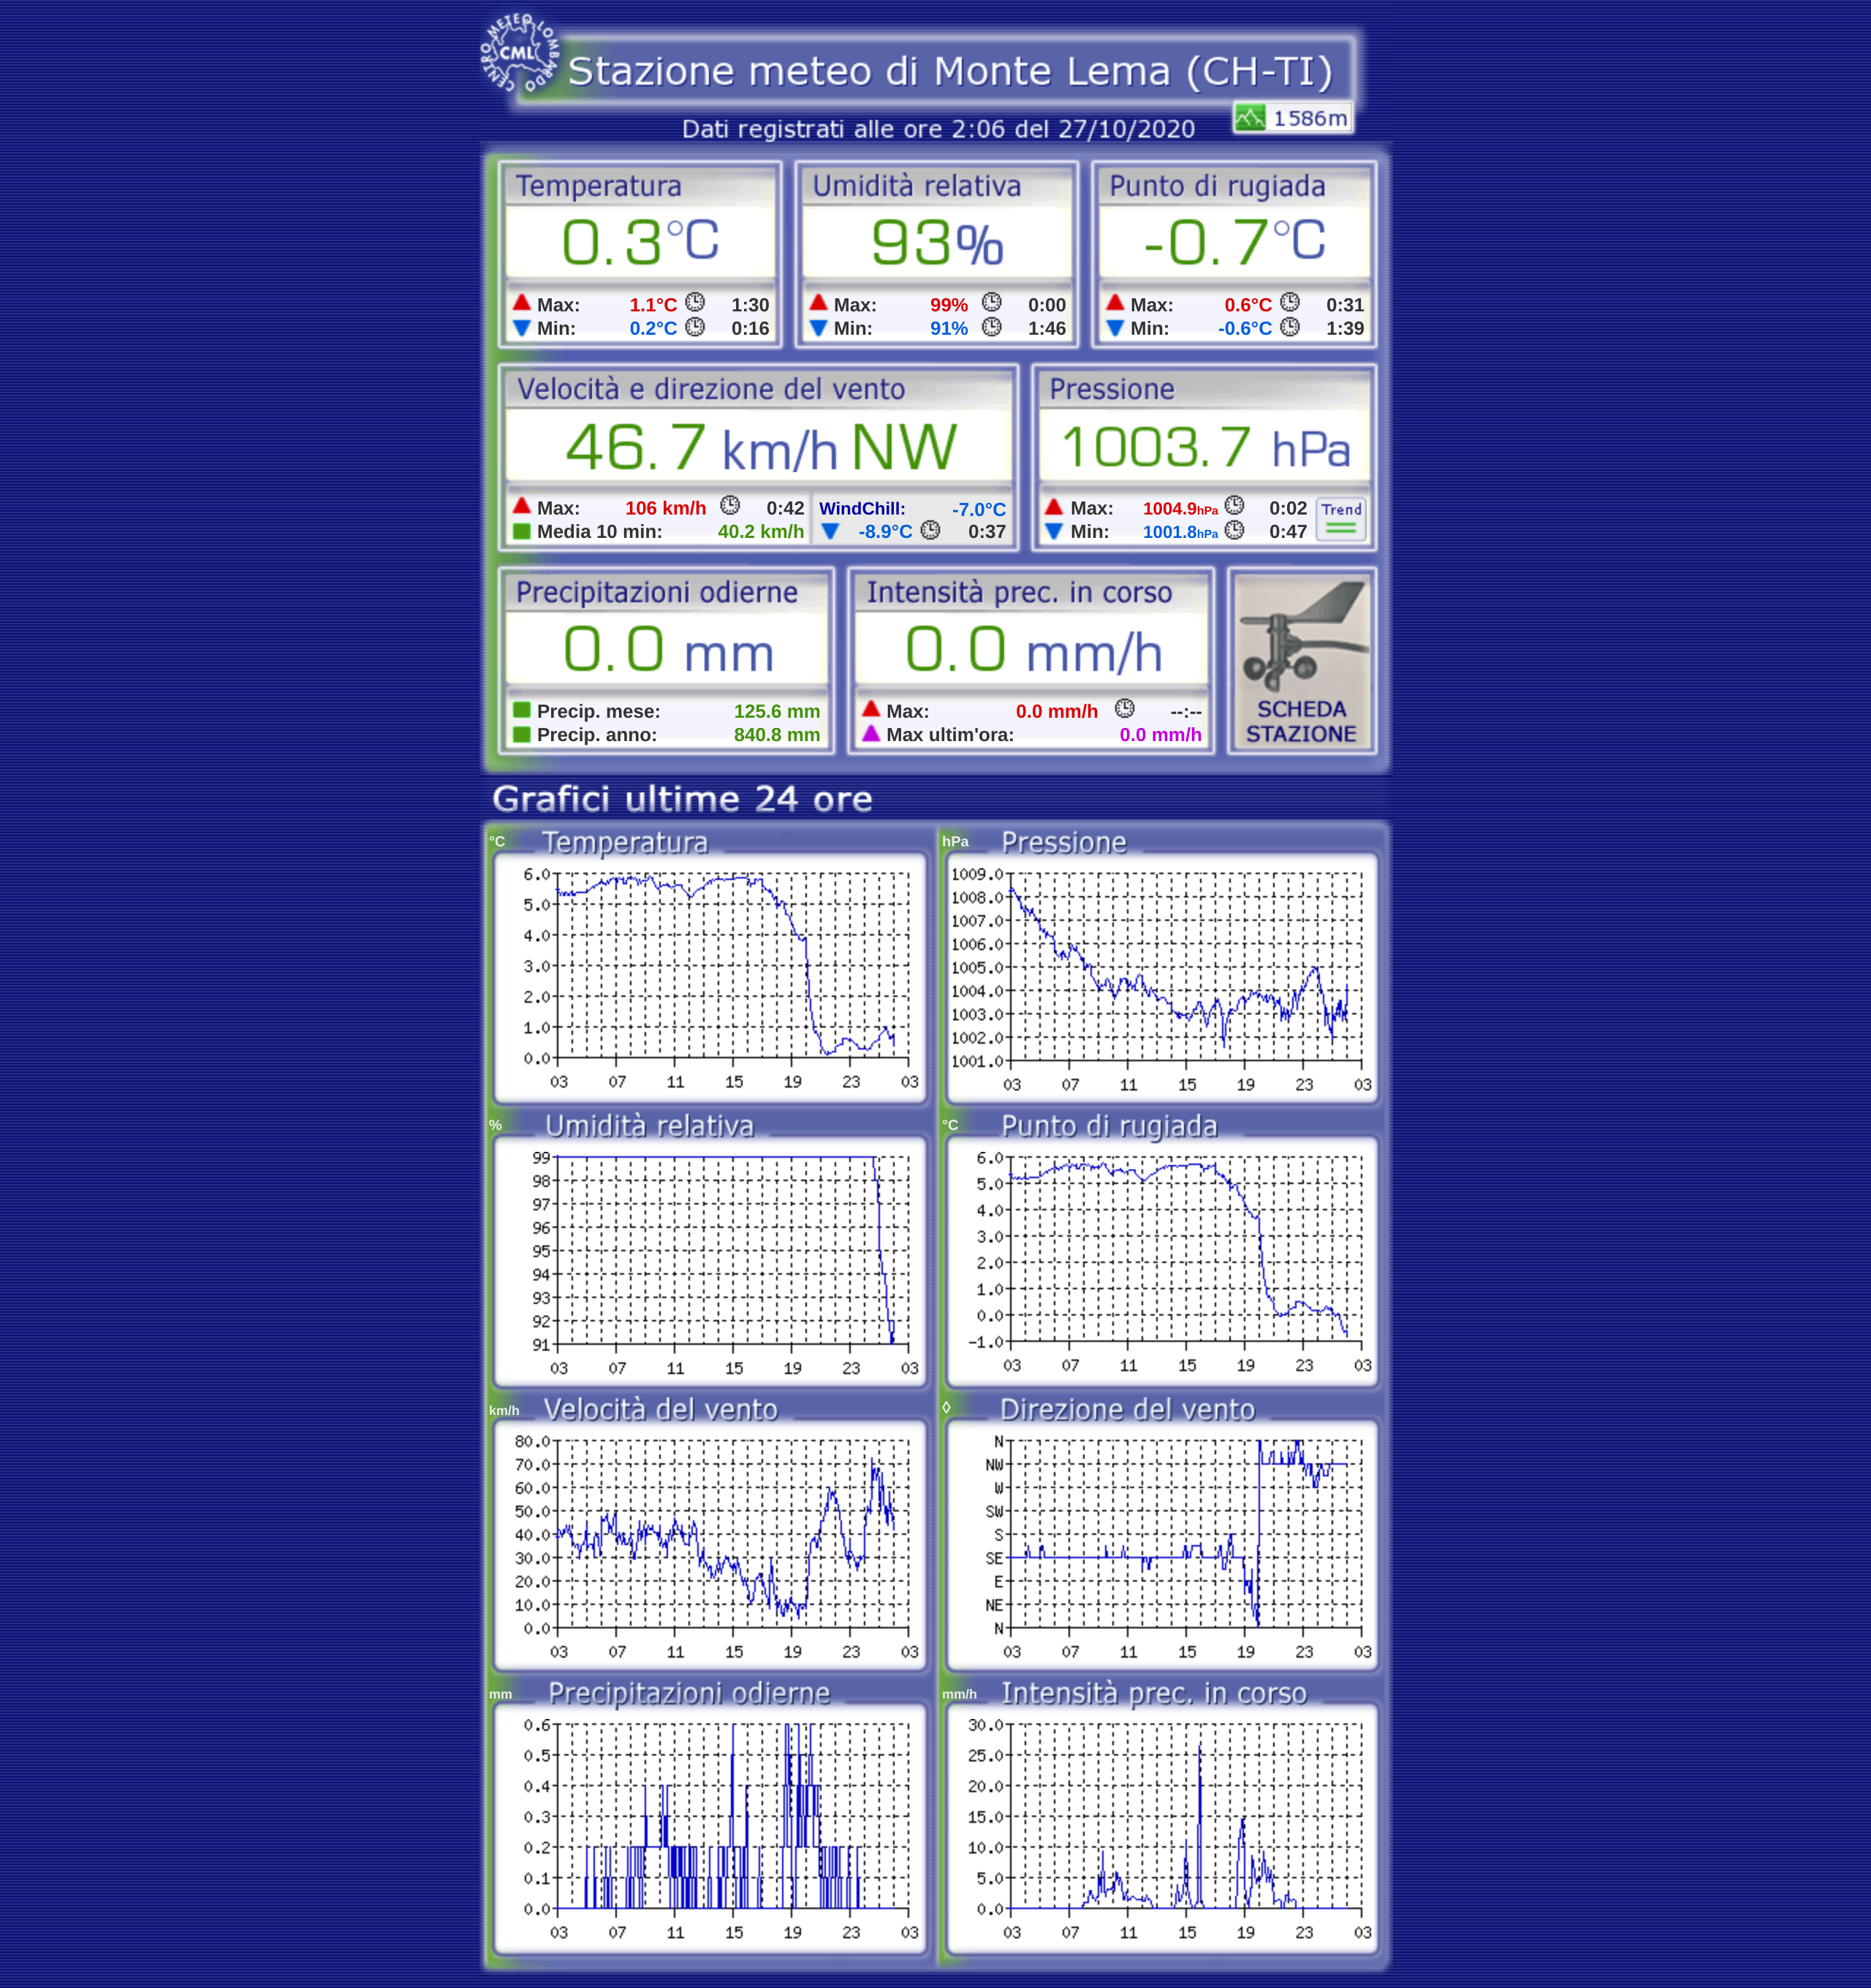 CENTRO METEO LOMBARDO
CML
Stazione meteo di Monte Lema (CH-TI)
1586m
Dati registrati alle ore 2:06 del 27/10/2020
Temperatura
0.3°C
Max: 1.1°C 1:30
Min: 0.2°C 0:16
Umidità relativa
93%
Max: 99% 0:00
Min: 91% 1:46
Punto di rugiada
-0.7°C
Max: 0.6°C 0:31
Min: -0.6°C 1:39
Velocità e direzione del vento
46.7 km/h NW
Max: 106 km/h 0:42
Media 10 min: 40.2 km/h
WindChill: -7.0°C
-8.9°C 0:37
Pressione
1003.7 hPa
Max: 1004.9hPa 0:02
Min: 1001.8hPa 0:47
Trend
Precipitazioni odierne
0.0 mm
Precip. mese: 125.6 mm
Precip. anno: 840.8 mm
Intensità prec. in corso
0.0 mm/h
Max: 0.0 mm/h --:--
Max ultim'ora: 0.0 mm/h
SCHEDA
STAZIONE
Grafici ultime 24 ore
°C Temperatura
6.0
5.0
4.0
3.0
2.0
1.0
0.0
03 07 11 15 19 23 03
hPa Pressione
1009.0
1008.0
1007.0
1006.0
1005.0
1004.0
1003.0
1002.0
1001.0
03 07 11 15 19 23 03
% Umidità relativa
99
98
97
96
95
94
93
92
91
03 07 11 15 19 23 03
°C Punto di rugiada
6.0
5.0
4.0
3.0
2.0
1.0
0.0
-1.0
03 07 11 15 19 23 03
km/h Velocità del vento
80.0
70.0
60.0
50.0
40.0
30.0
20.0
10.0
0.0
03 07 11 15 19 23 03
◊ Direzione del vento
N
NW
W
SW
S
SE
E
NE
N
03 07 11 15 19 23 03
mm Precipitazioni odierne
0.6
0.5
0.4
0.3
0.2
0.1
0.0
03 07 11 15 19 23 03
mm/h Intensità prec. in corso
30.0
25.0
20.0
15.0
10.0
5.0
0.0
03 07 11 15 19 23 03